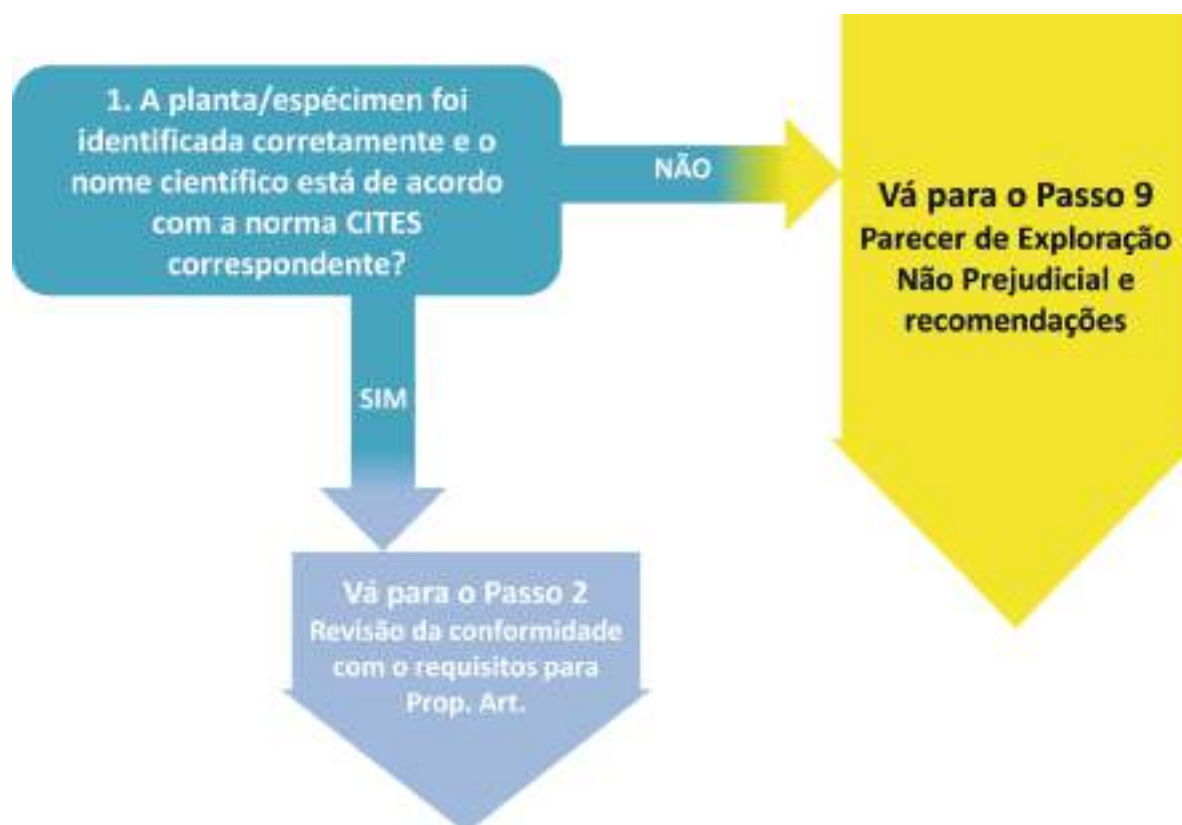 1. A planta/espécimen foi
identificada corretamente e o
nome científico está de acordo
com a norma CITES
correspondente?
NÃO
Vá para o Passo 9
Parecer de Exploração
Não Prejudicial e
recomendações
SIM
Vá para o Passo 2
Revisão da conformidade
com o requisitos para
Prop. Art.